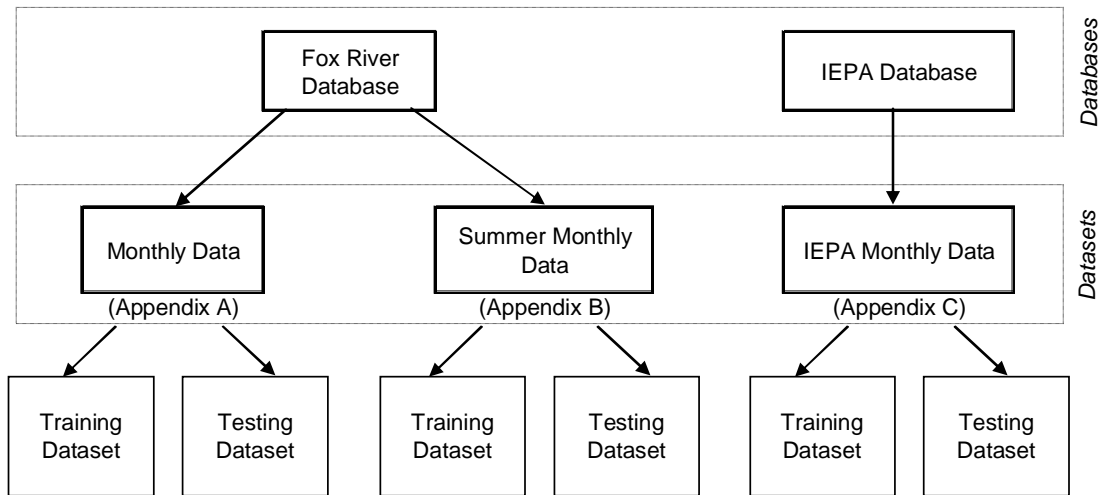 Fox River
Database
IEPA Database
Databases
Monthly Data
Summer Monthly
Data
IEPA Monthly Data
Datasets
(Appendix A)
(Appendix B)
(Appendix C)
Training
Dataset
Testing
Dataset
Training
Dataset
Testing
Dataset
Training
Dataset
Testing
Dataset